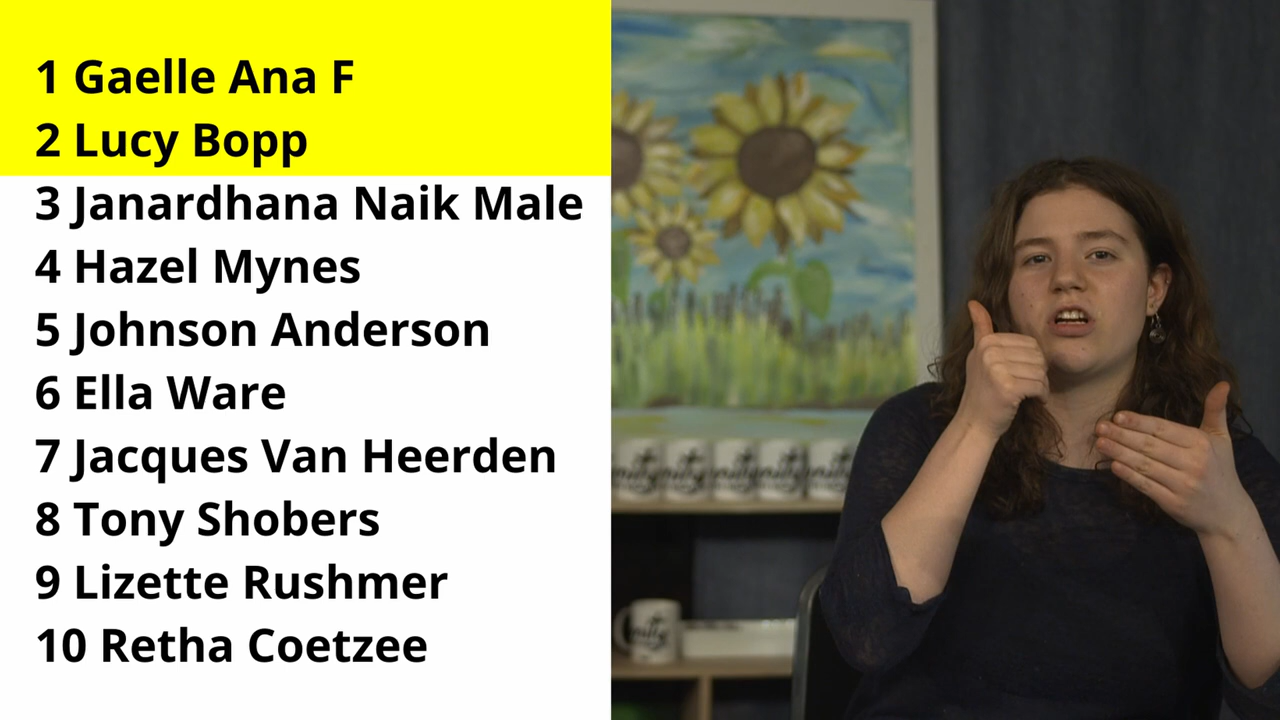 1 Gaelle Ana F
2 Lucy Bopp
3 Janardhana Naik Male
4 Hazel Mynes
5 Johnson Anderson
6 Ella Ware
7 Jacques Van Heerden
8 Tony Shobers
9 Lizette Rushmer
10 Retha Coetzee